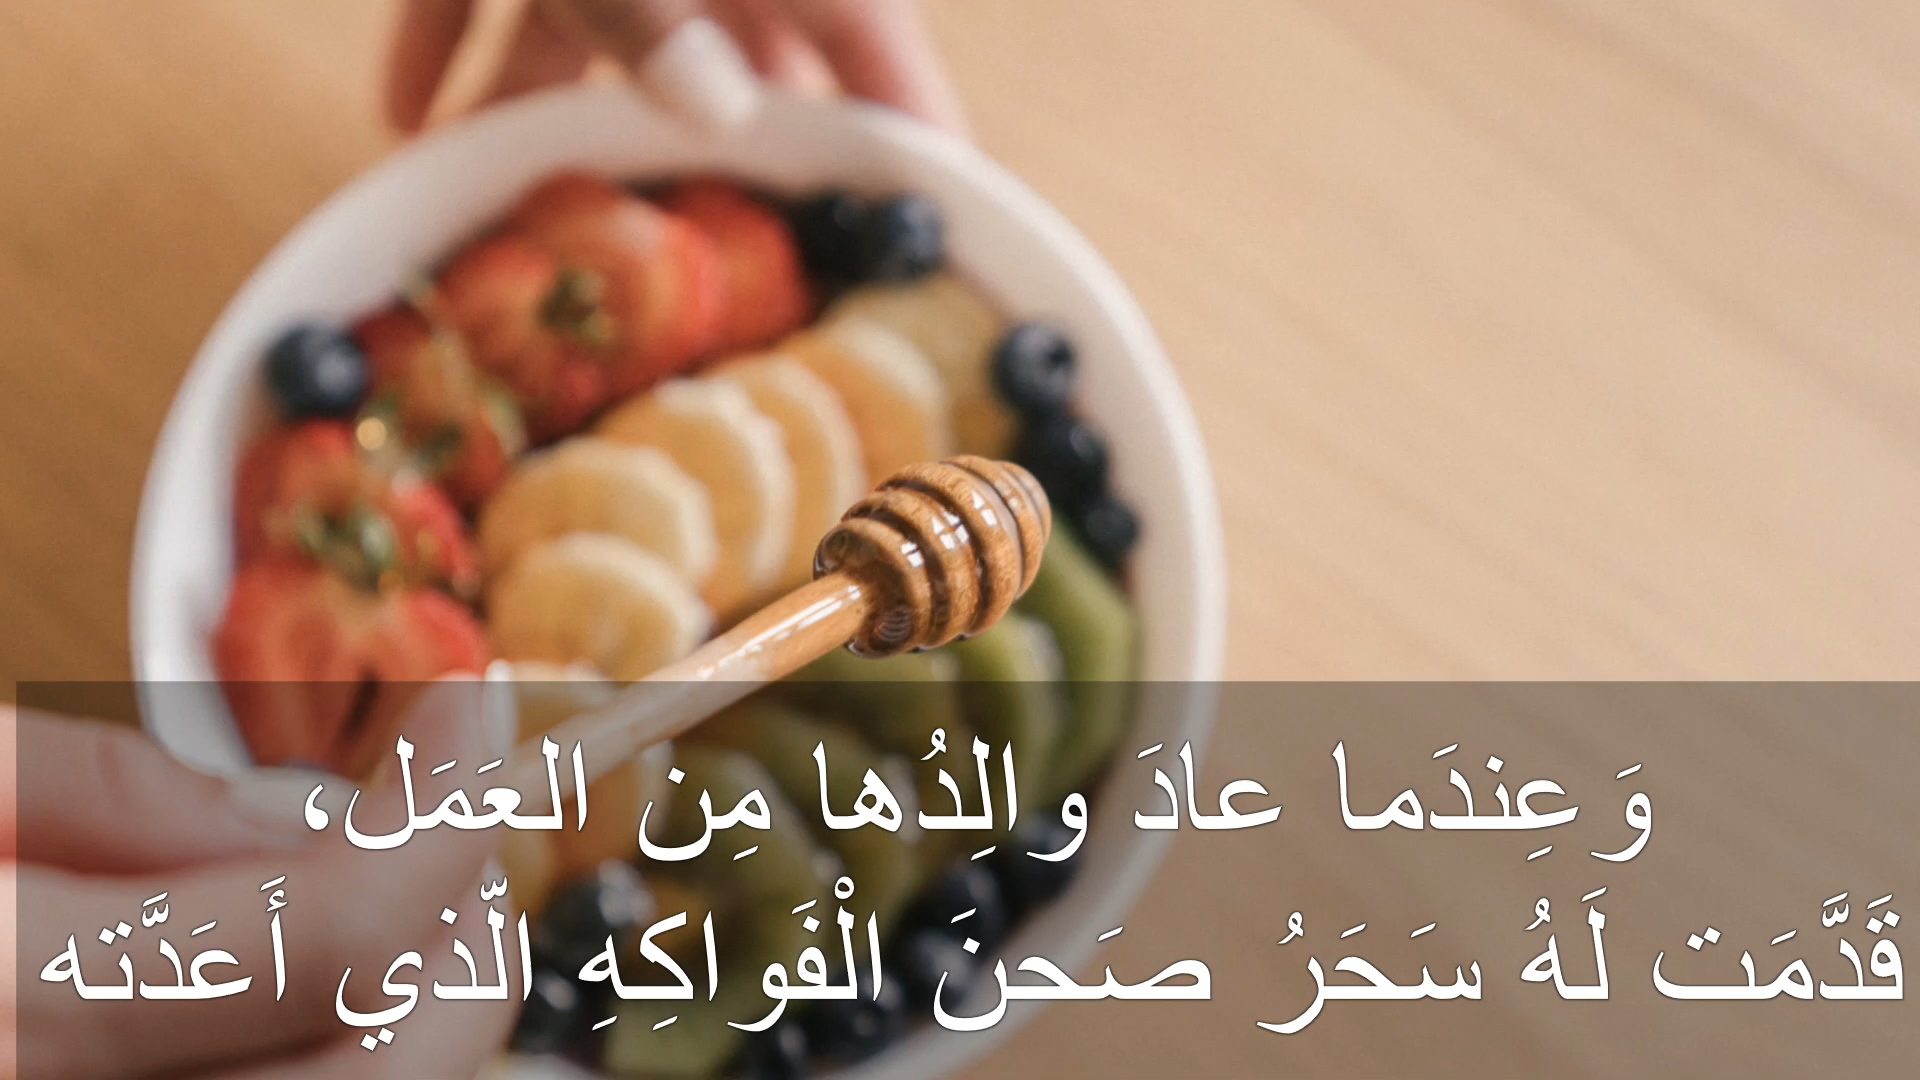 وَعِندَما عادَ والِدُها مِن العَمَل،
قَدَّمَت لَهُ سَحَرُ صَحنَ الْفَواكِهِ الّذي أَعَدَّته